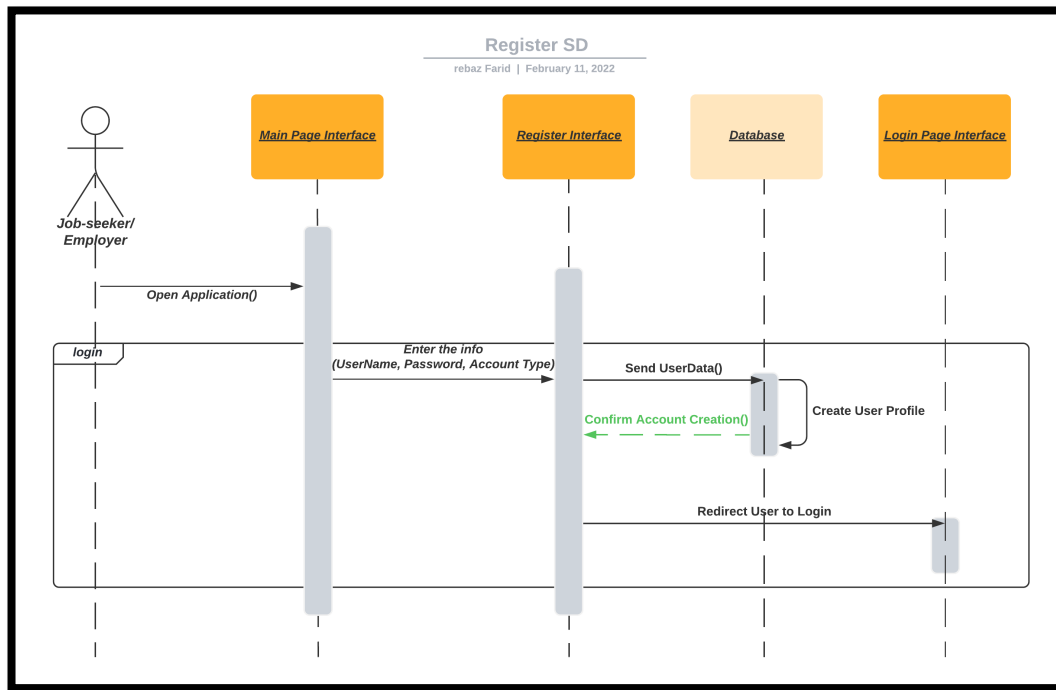 Register SD
rebaz Farid | February 11, 2022
Main Page Interface
Register Interface
Database
Login Page Interface
Job-seeker/
Employer
Open Application()
login
Enter the info
(UserName, Password, Account Type)
Send UserData()
Create User Profile
Confirm Account Creation()
Redirect User to Login